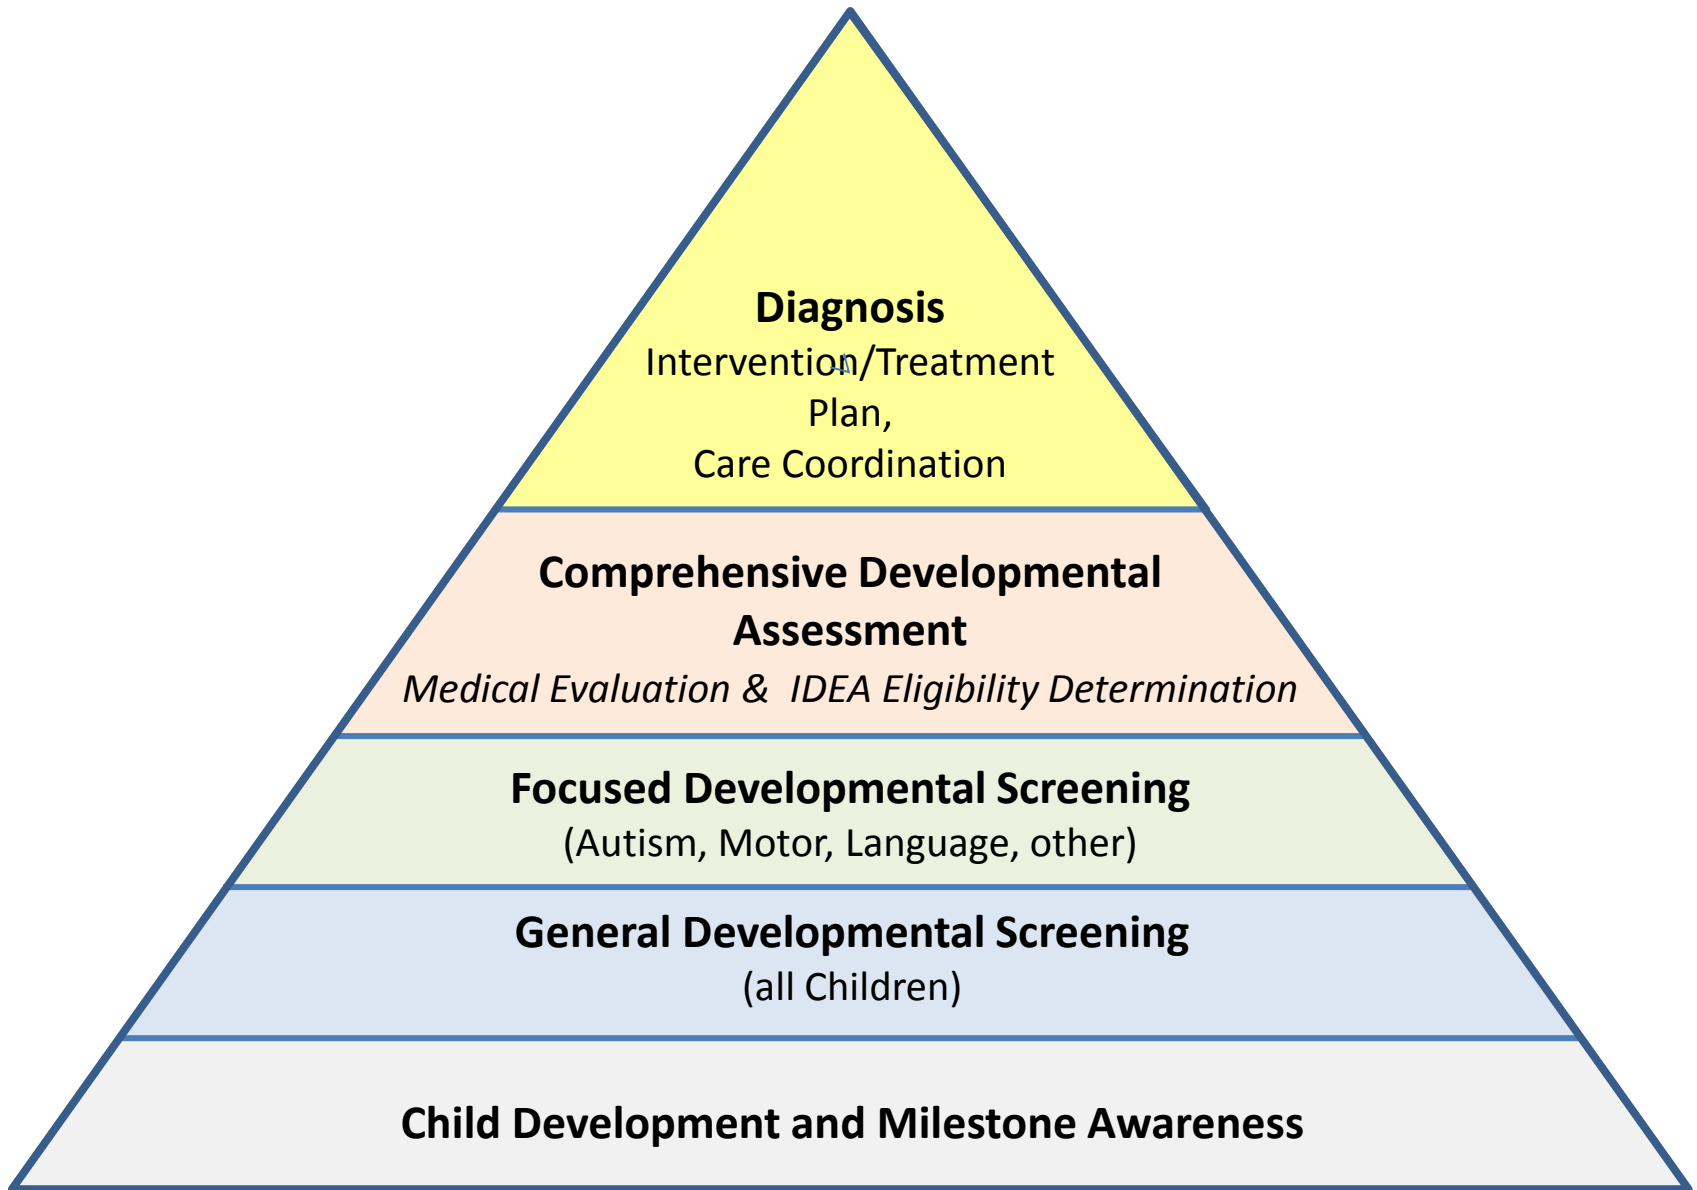 Diagnosis
Intervention/Treatment
Plan,
Care Coordination
Comprehensive Developmental
Assessment
Medical Evaluation & IDEA Eligibility Determination
Focused Developmental Screening
(Autism, Motor, Language, other)
General Developmental Screening
(all Children)
Child Development and Milestone Awareness